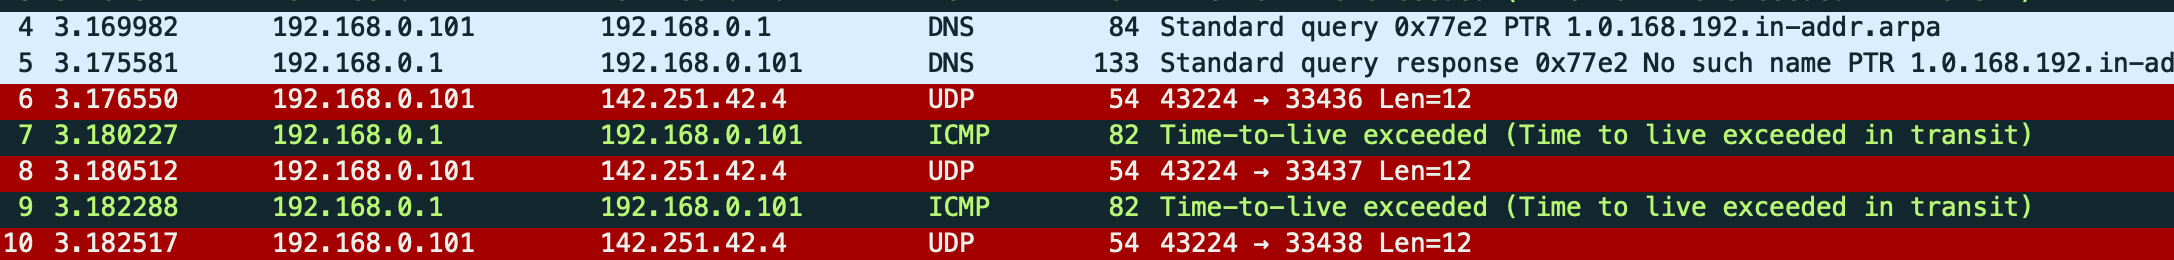 4 3.169982 192.168.0.101 192.168.0.1 DNS 84 Standard query 0x77e2 PTR 1.0.168.192.in-addr.arpa
5 3.175581 192.168.0.1 192.168.0.101 DNS 133 Standard query response 0x77e2 No such name PTR 1.0.168.192.in-ad
6 3.176550 192.168.0.101 142.251.42.4 UDP 54 43224 → 33436 Len=12
7 3.180227 192.168.0.1 192.168.0.101 ICMP 82 Time-to-live exceeded (Time to live exceeded in transit)
8 3.180512 192.168.0.101 142.251.42.4 UDP 54 43224 → 33437 Len=12
9 3.182288 192.168.0.1 192.168.0.101 ICMP 82 Time-to-live exceeded (Time to live exceeded in transit)
10 3.182517 192.168.0.101 142.251.42.4 UDP 54 43224 → 33438 Len=12